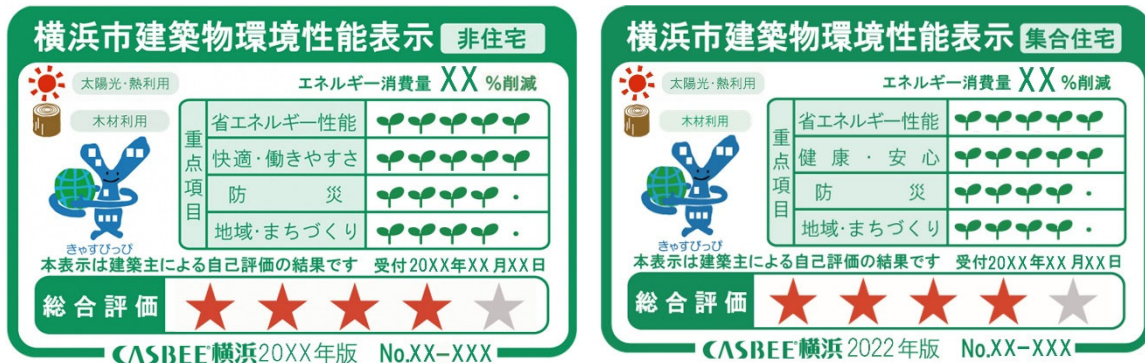 横浜市建築物環境性能表示 非住宅
太陽光・熱利用
エネルギー消費量 XX %削減
木材利用
重点項目
省エネルギー性能
快適・働きやすさ
防災
地域・まちづくり
きゃすびっぴ
本表示は建築主による自己評価の結果です 受付20XX年XX月XX日
総合評価
CASBEE®横浜20XX年版 No.XX-XXX
横浜市建築物環境性能表示 集合住宅
太陽光・熱利用
エネルギー消費量 XX %削減
木材利用
重点項目
省エネルギー性能
健康・安心
防災
地域・まちづくり
きゃすびっぴ
本表示は建築主による自己評価の結果です 受付20XX年XX月XX日
総合評価
CASBEE®横浜 2022年版 No.XX-XXX